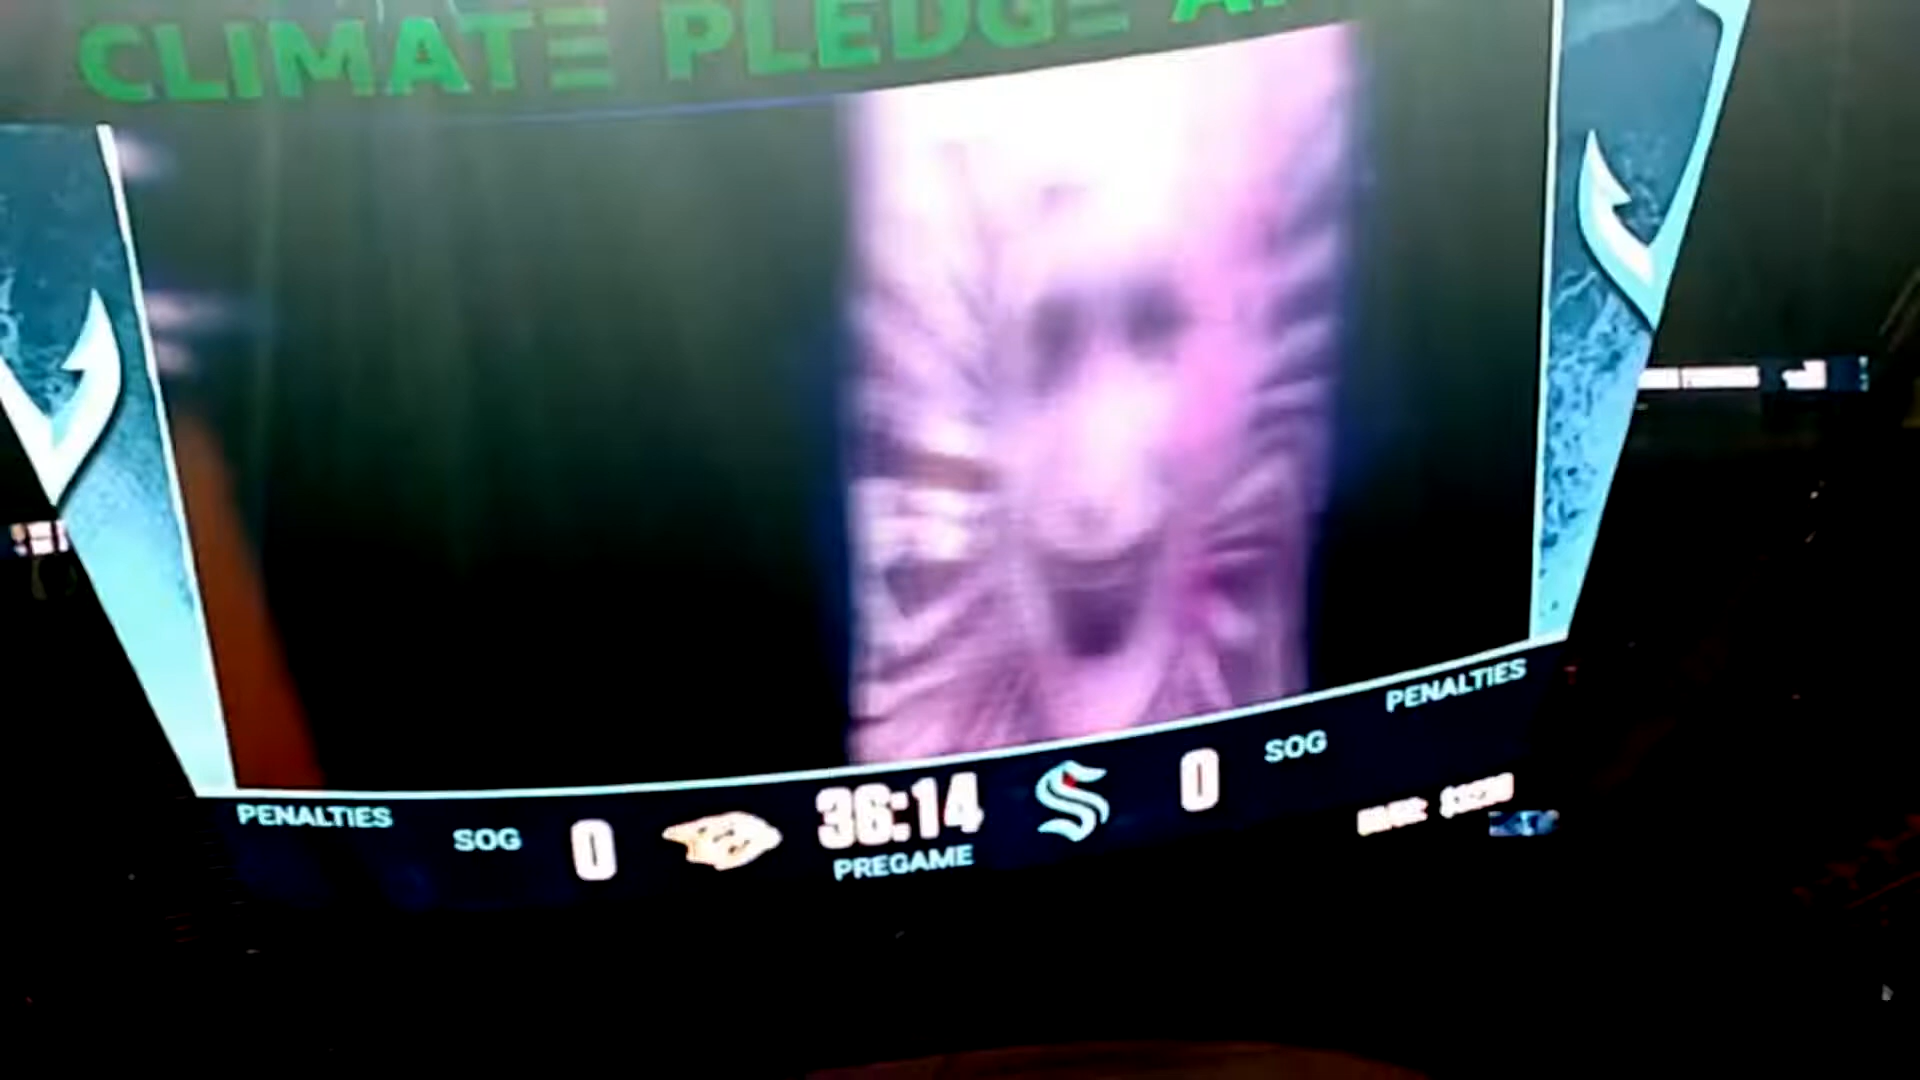 CLIMATE PLEDGE
PENALTIES SOG 0 36:14 0 SOG PENALTIES
PREGAME